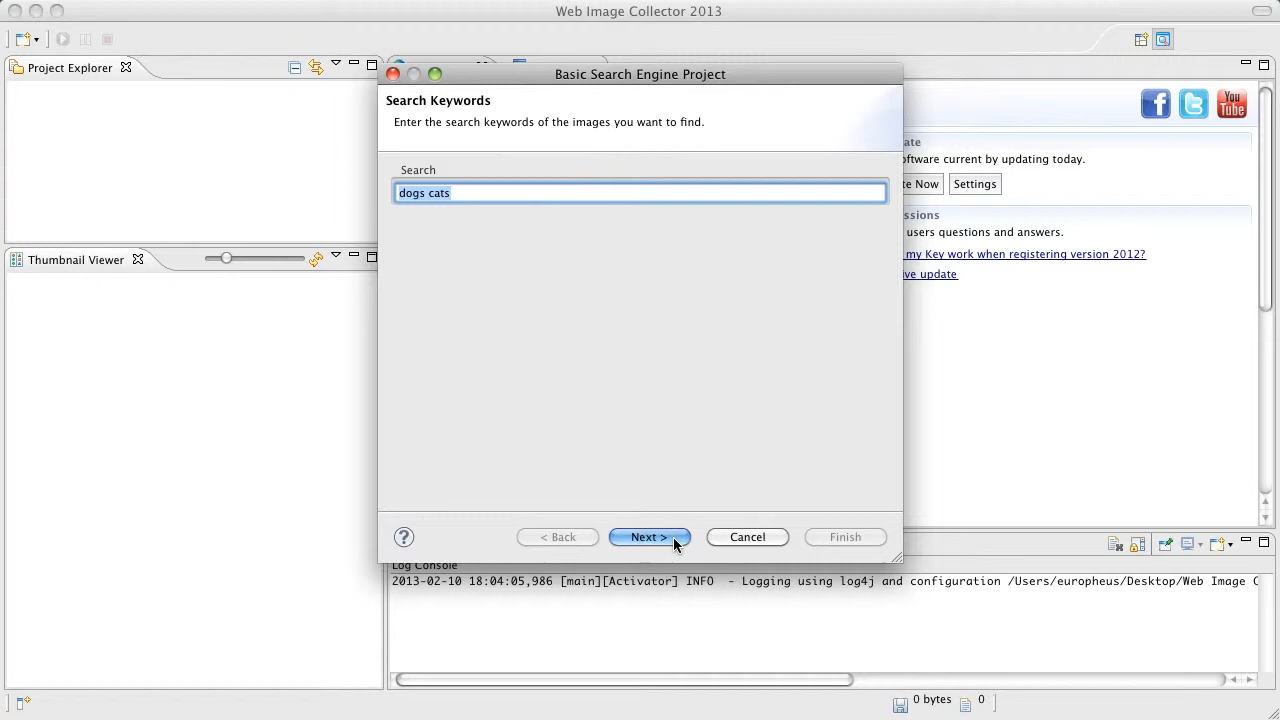 Web Image Collector 2013
Project Explorer
Basic Search Engine Project
Search Keywords
Enter the search keywords of the images you want to find.
Search
dogs cats
f
t
You
Tube
ate
oftware current by updating today.
te Now
Settings
ssions
users questions and answers.
my Key work when registering version 2012?
ive update
Thumbnail Viewer
?
< Back
Next >
Cancel
Finish
Log Console
2013-02-10 18:04:05,986 [main][Activator] INFO - Logging using log4j and configuration /Users/europheus/Desktop/Web Image C
0 bytes
0